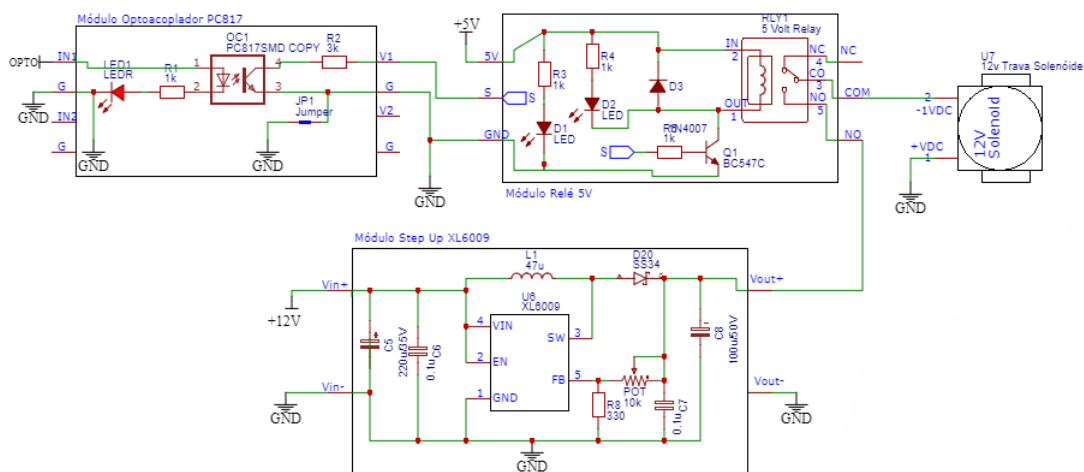 Módulo Optoacoplador PC817
OC1
PC817SMD COPY
R2
3k
LED1
LEDR
R1
1k
OPTO
IN1
G
IN2
G
1
2
4
3
JP1
Jumper
V1
G
V2
G
GND
GND
GND
GND
+5V
5V
S
S
GND
R3
1k
D1
LED
R4
1k
D2
LED
D3
S
1k
Q1
BC547C
RLY1
5 Volt Relay
IN
2
OUT
1
NC
4
CO
3
NO
5
NC
COM
NO
Módulo Relé 5V
U7
12v Trava Solenóide
2
-1VDC
+VDC
1
12V
Solenoid
GND
Módulo Step Up XL6009
Vin+
+12V
Vin-
GND
C5
220u/35V
C6
0.1u
L1
47u
U6
XL6009
4
VIN
2
EN
1
GND
SW
3
FB
5
D20
SS34
R8
330
POT
10k
C7
0.1u
C8
100u/50V
Vout+
Vout-
GND
GND